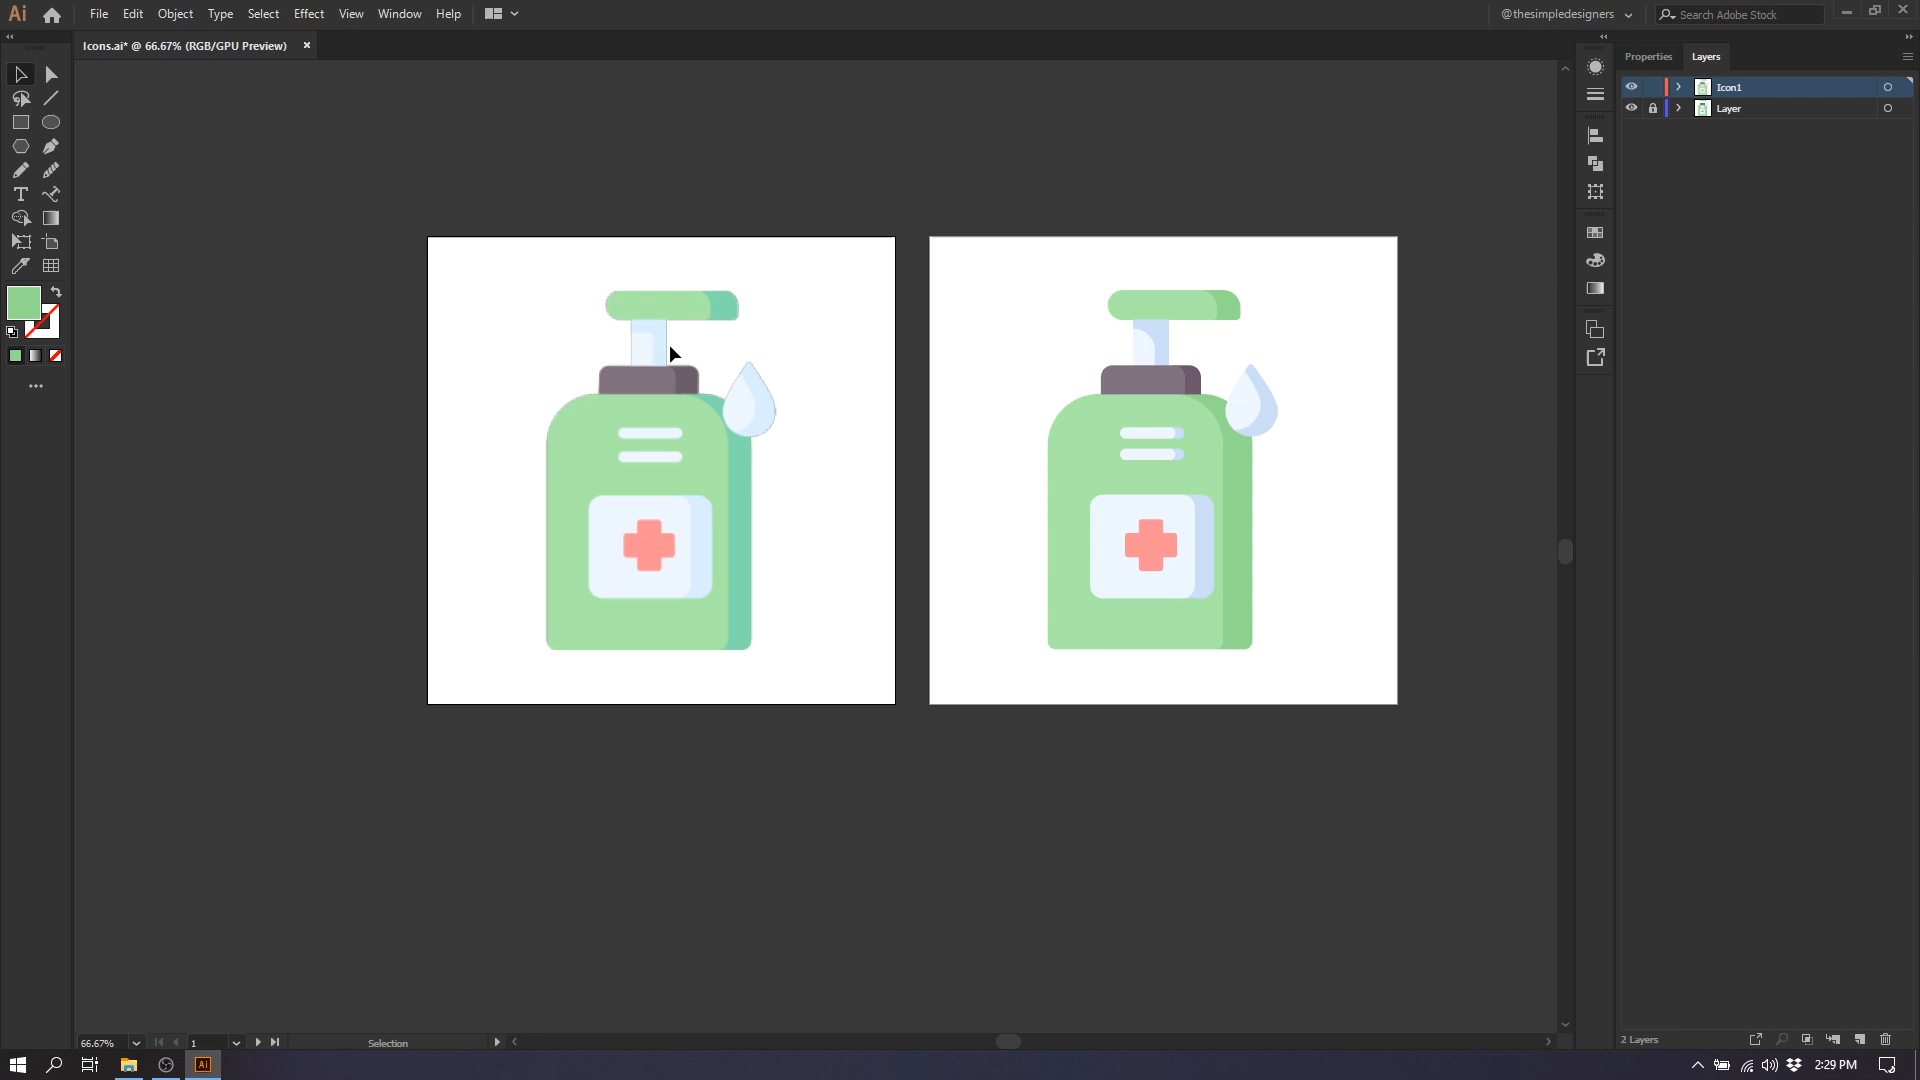 Ai File Edit Object Type Select Effect View Window Help @thesimpledesigners Search Adobe Stock
Icons.ai* @ 66.67% (RGB/GPU Preview) ×
Properties Layers
Icon1
Layer
66.67% 1 Selection
2 Layers
Ai 2:29 PM